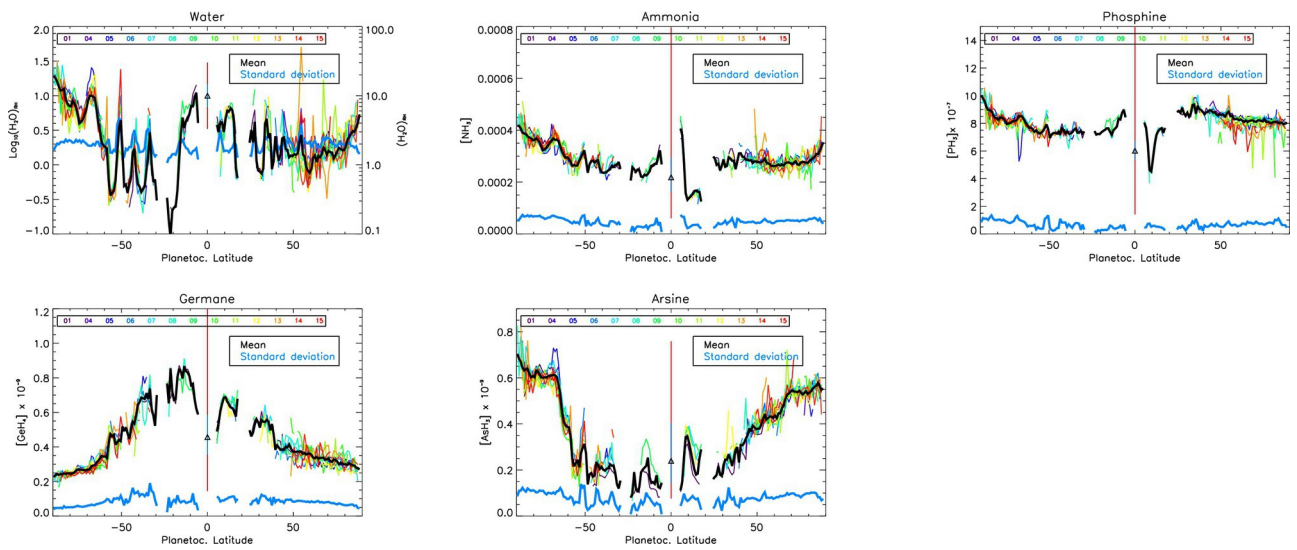 Water
01 04 05 06 07 08 09 10 11 12 13 14 15
Mean
Standard deviation
2.0
1.5
1.0
0.5
0.0
−0.5
−1.0
100.0
10.0
1.0
0.1
−50 0 50
Planetoc. Latitude
Log₁₀(H₂O)
(H₂O)
Ammonia
01 04 05 06 07 08 09 10 11 12 13 14 15
Mean
Standard deviation
0.0008
0.0006
0.0004
0.0002
0.0000
−50 0 50
Planetoc. Latitude
[NH₃]
Phosphine
01 04 05 06 07 08 09 10 11 12 13 14 15
Mean
Standard deviation
14
12
10
8
6
4
2
0
−50 0 50
Planetoc. Latitude
[PH₃] × 10⁻⁷
Germane
01 04 05 06 07 08 09 10 11 12 13 14 15
Mean
Standard deviation
1.2
1.0
0.8
0.6
0.4
0.2
0.0
−50 0 50
Planetoc. Latitude
[GeH₄] × 10⁻⁹
Arsine
01 04 05 06 07 08 09 10 11 12 13 14 15
Mean
Standard deviation
0.8
0.6
0.4
0.2
0.0
−50 0 50
Planetoc. Latitude
[AsH₃] × 10⁻⁹